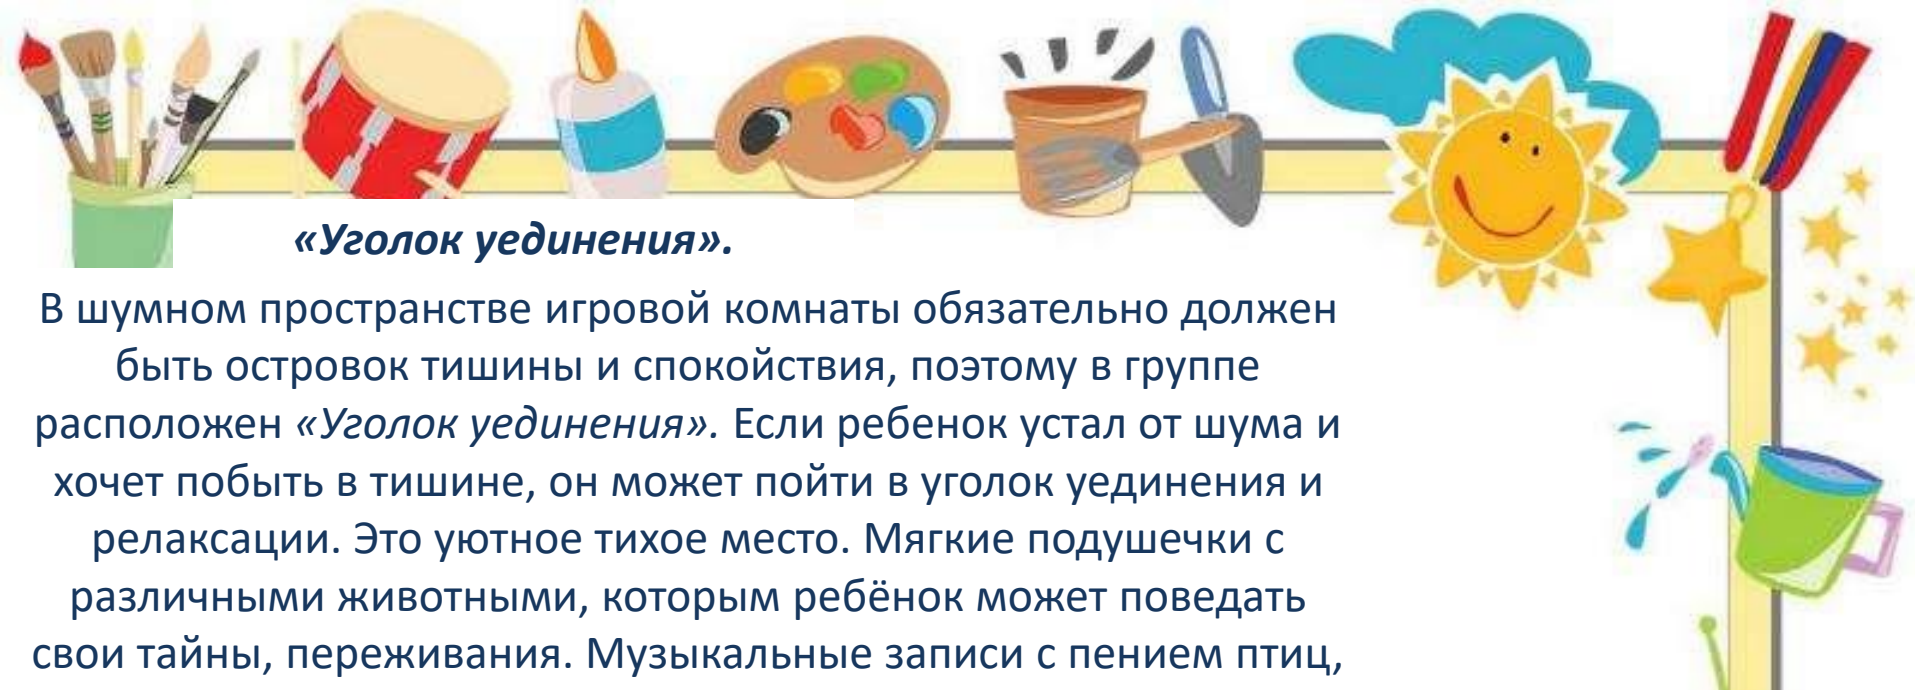 «Уголок уединения».
В шумном пространстве игровой комнаты обязательно должен
быть островок тишины и спокойствия, поэтому в группе
расположен «Уголок уединения». Если ребенок устал от шума и
хочет побыть в тишине, он может пойти в уголок уединения и
релаксации. Это уютное тихое место. Мягкие подушечки с
различными животными, которым ребёнок может поведать
свои тайны, переживания. Музыкальные записи с пением птиц,